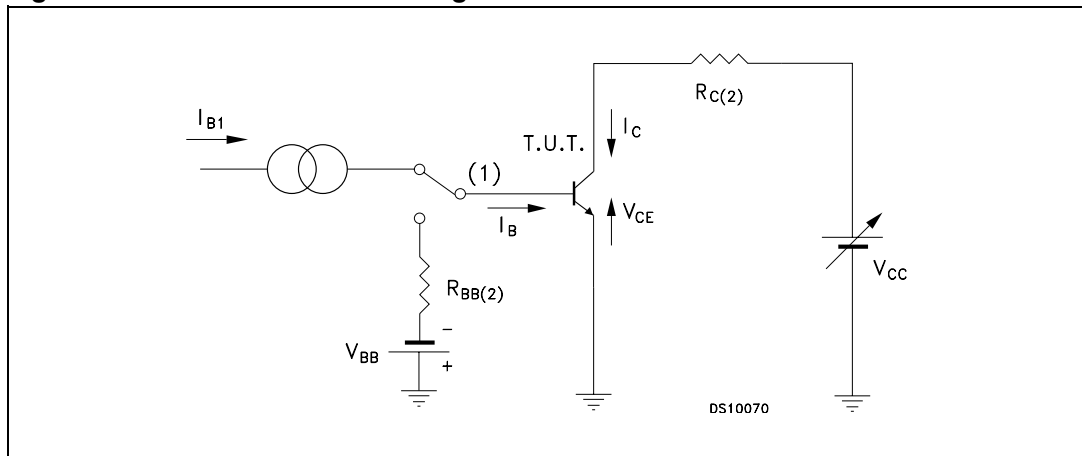 R_C(2)
I_B1
I_C
T.U.T.
(1)
V_CE
I_B
V_CC
R_BB(2)
−
V_BB
+
DS10070